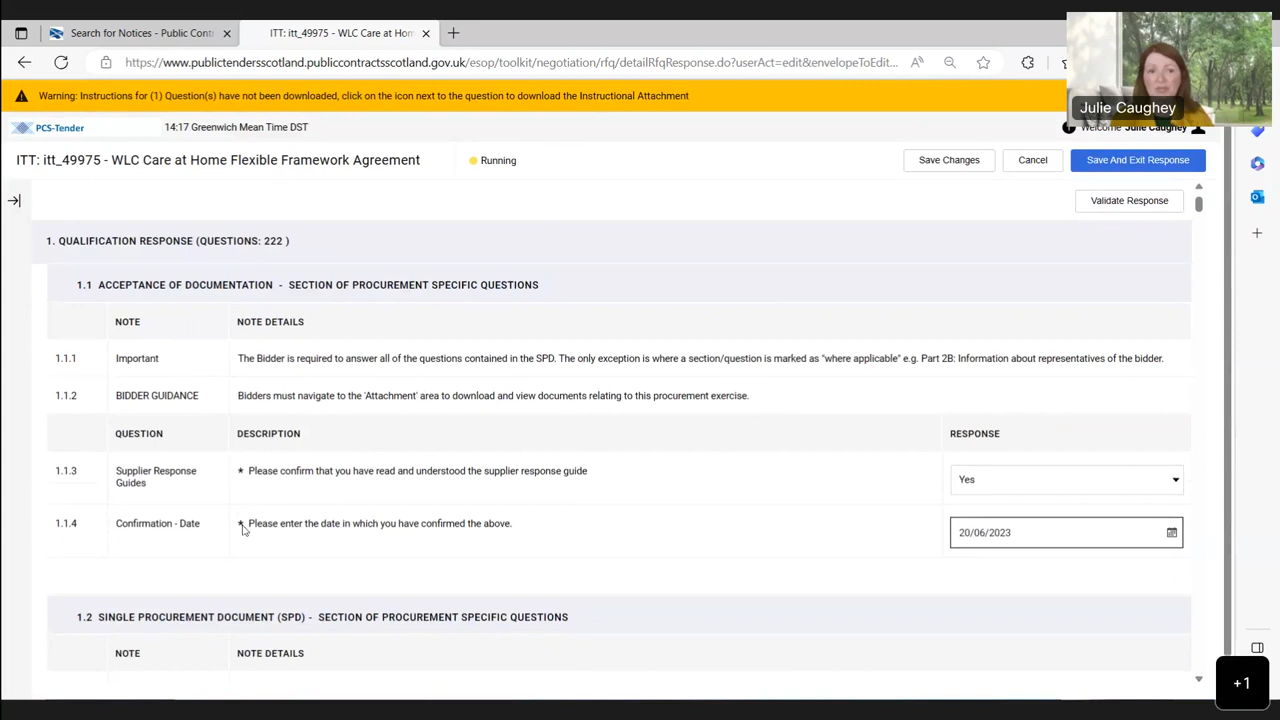 Search for Notices - Public Cont
ITT: itt_49975 - WLC Care at Hom
https://www.publictendersscotland.publiccontractsscotland.gov.uk/esop/toolkit/negotiation/rfq/detailRfqResponse.do?userAct=edit&envelopeToEdit...
Julie Caughey
Warning: Instructions for (1) Question(s) have not been downloaded, click on the icon next to the question to download the Instructional Attachment
PCS-Tender
14:17 Greenwich Mean Time DST
Welcome Julie Caughey
ITT: itt_49975 - WLC Care at Home Flexible Framework Agreement
Running
Save Changes
Cancel
Save And Exit Response
Validate Response
1. QUALIFICATION RESPONSE (QUESTIONS: 222 )
1.1 ACCEPTANCE OF DOCUMENTATION - SECTION OF PROCUREMENT SPECIFIC QUESTIONS
NOTE NOTE DETAILS
1.1.1 Important The Bidder is required to answer all of the questions contained in the SPD. The only exception is where a section/question is marked as "where applicable" e.g. Part 2B: Information about representatives of the bidder.
1.1.2 BIDDER GUIDANCE Bidders must navigate to the 'Attachment' area to download and view documents relating to this procurement exercise.
QUESTION DESCRIPTION RESPONSE
1.1.3 Supplier Response * Please confirm that you have read and understood the supplier response guide
Guides
Yes
1.1.4 Confirmation - Date * Please enter the date in which you have confirmed the above.
20/06/2023
1.2 SINGLE PROCUREMENT DOCUMENT (SPD) - SECTION OF PROCUREMENT SPECIFIC QUESTIONS
NOTE NOTE DETAILS
+1